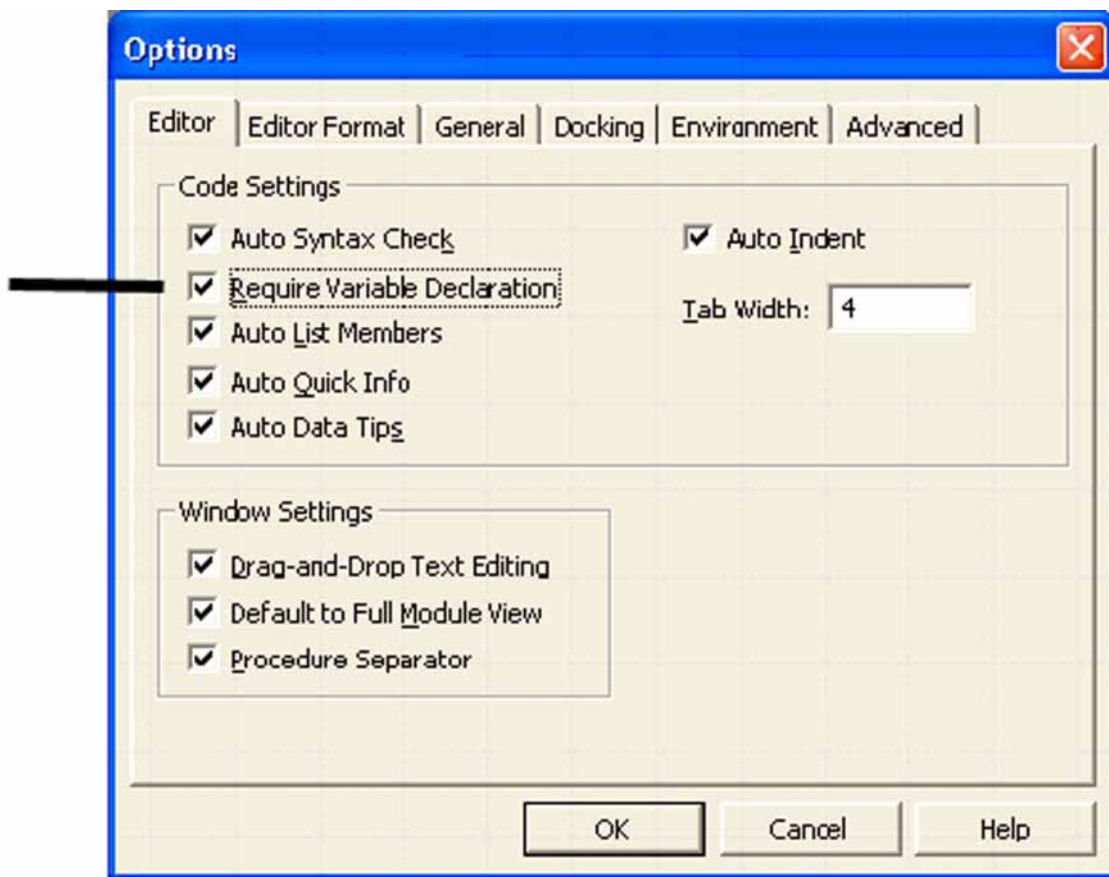 Options
Editor Editor Format General Docking Environment Advanced
Code Settings
Auto Syntax Check Auto Indent
Require Variable Declaration Tab Width: 4
Auto List Members
Auto Quick Info
Auto Data Tips
Window Settings
Drag-and-Drop Text Editing
Default to Full Module View
Procedure Separator
OK Cancel Help